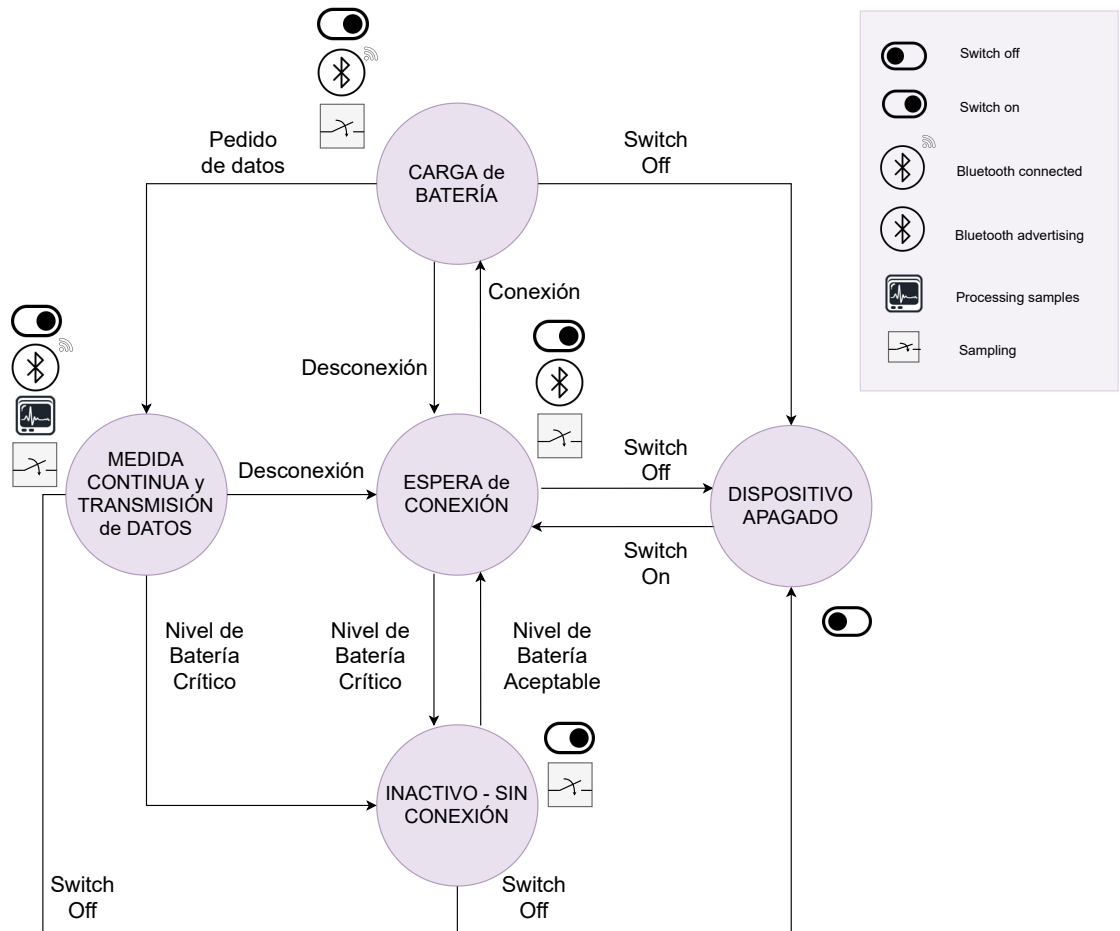 Switch off
Switch on
Bluetooth connected
Bluetooth advertising
Processing samples
Sampling
Pedido
de datos
CARGA de
BATERÍA
Switch
Off
Conexión
Desconexión
MEDIDA
CONTINUA y
TRANSMISIÓN
de DATOS
Desconexión
ESPERA de
CONEXIÓN
Switch
Off
DISPOSITIVO
APAGADO
Switch
On
Nivel de
Batería
Crítico
Nivel de
Batería
Crítico
Nivel de
Batería
Aceptable
INACTIVO - SIN
CONEXIÓN
Switch
Off
Switch
Off